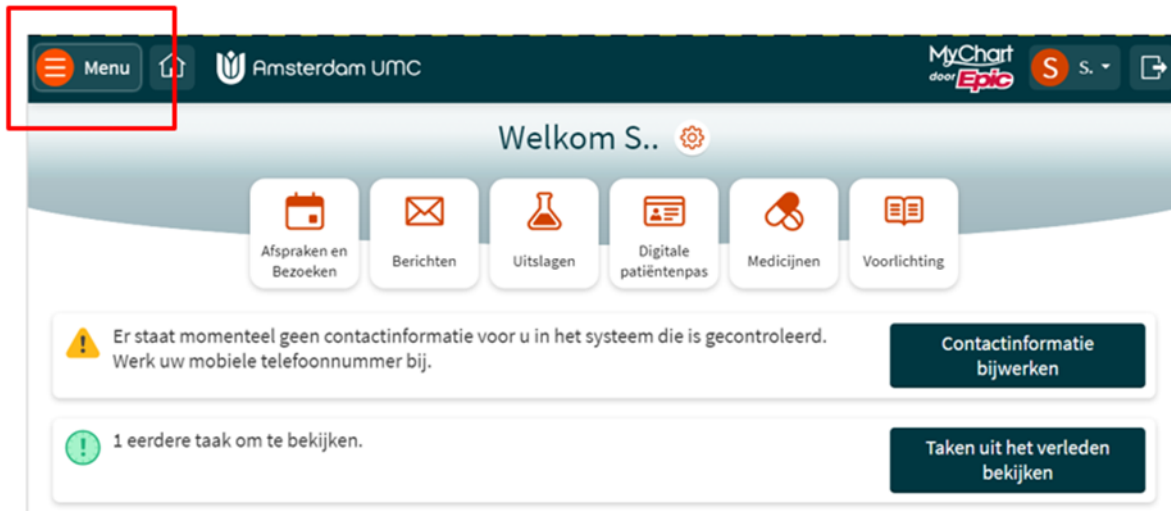 Menu
Amsterdam UMC
MyChart
door Epic
S
S.
Welkom S..
Afspraken en
Bezoeken
Berichten
Uitslagen
Digitale
patiëntenpas
Medicijnen
Voorlichting
Er staat momenteel geen contactinformatie voor u in het systeem die is gecontroleerd.
Werk uw mobiele telefoonnummer bij.
Contactinformatie
bijwerken
1 eerdere taak om te bekijken.
Taken uit het verleden
bekijken